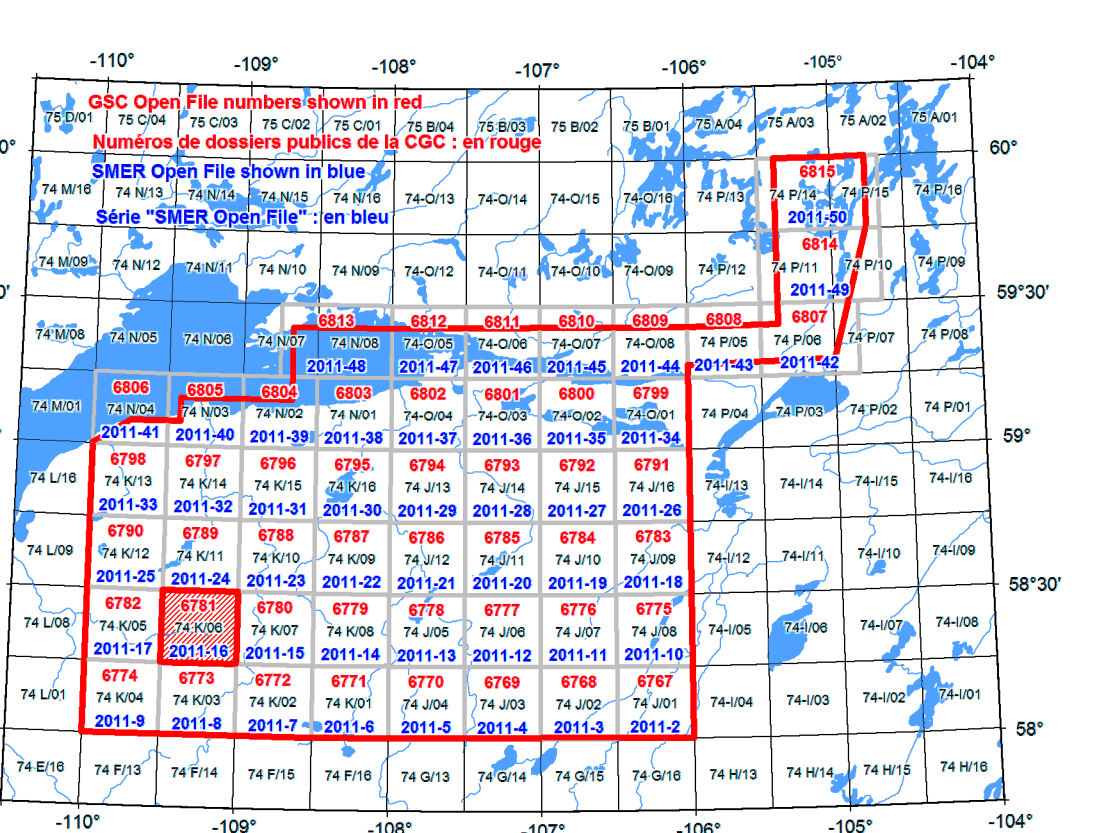 -110° -109° -108° -107° -106° -105° -104°
GSC Open File numbers shown in red
75 D/01 75 C/04 75 C/03 75 C/02 75 C/01 75 B/04 75 B/03 75 B/02 75 B/01 75 A/04 75 A/03 75 A/02 75 A/01
Numéros de dossiers publics de la CGC : en rouge
0° 60°
SMER Open File shown in blue
6815
74 M/16 74 N/13 74 N/14 74 N/15 74 N/16 74-O/13 74-O/14 74-O/15 74-O/16 74 P/13 74 P/14 74 P/15 74 P/16
Série "SMER Open File" : en bleu
2011-50
6814
74 M/09 74 N/12 74 N/11 74 N/10 74 N/09 74-O/12 74-O/11 74-O/10 74-O/09 74 P/12 74 P/11 74 P/10 74 P/09
2011-49
0' 59°30'
6813 6812 6811 6810 6809 6808 6807
74 M/08 74 N/05 74 N/06 74 N/07 74 N/08 74-O/05 74-O/06 74-O/07 74-O/08 74 P/05 74 P/06 74 P/07 74 P/08
2011-48 2011-47 2011-46 2011-45 2011-44 2011-43 2011-42
6806 6805 6804 6803 6802 6801 6800 6799
74 M/01 74 N/04 74 N/03 74 N/02 74 N/01 74-O/04 74-O/03 74-O/02 74-O/01 74 P/04 74 P/03 74 P/02 74 P/01
2011-41 2011-40 2011-39 2011-38 2011-37 2011-36 2011-35 2011-34
59°
6798 6797 6796 6795 6794 6793 6792 6791
74 L/16 74 K/13 74 K/14 74 K/15 74 K/16 74 J/13 74 J/14 74 J/15 74 J/16 74-I/13 74-I/14 74-I/15 74-I/16
2011-33 2011-32 2011-31 2011-30 2011-29 2011-28 2011-27 2011-26
6790 6789 6788 6787 6786 6785 6784 6783
74 L/09 74 K/12 74 K/11 74 K/10 74 K/09 74 J/12 74 J/11 74 J/10 74 J/09 74-I/12 74-I/11 74-I/10 74-I/09
2011-25 2011-24 2011-23 2011-22 2011-21 2011-20 2011-19 2011-18
58°30'
6782 6781 6780 6779 6778 6777 6776 6775
74 L/08 74 K/05 74 K/06 74 K/07 74 K/08 74 J/05 74 J/06 74 J/07 74 J/08 74-I/05 74-I/06 74-I/07 74-I/08
2011-17 2011-16 2011-15 2011-14 2011-13 2011-12 2011-11 2011-10
6774 6773 6772 6771 6770 6769 6768 6767
74 L/01 74 K/04 74 K/03 74 K/02 74 K/01 74 J/04 74 J/03 74 J/02 74 J/01 74-I/04 74-I/03 74-I/02 74-I/01
2011-9 2011-8 2011-7 2011-6 2011-5 2011-4 2011-3 2011-2
58°
74 E/16 74 F/13 74 F/14 74 F/15 74 F/16 74 G/13 74 G/14 74 G/15 74 G/16 74 H/13 74 H/14 74 H/15 74 H/16
-110° -109° -108° -107° -106° -105° -104°